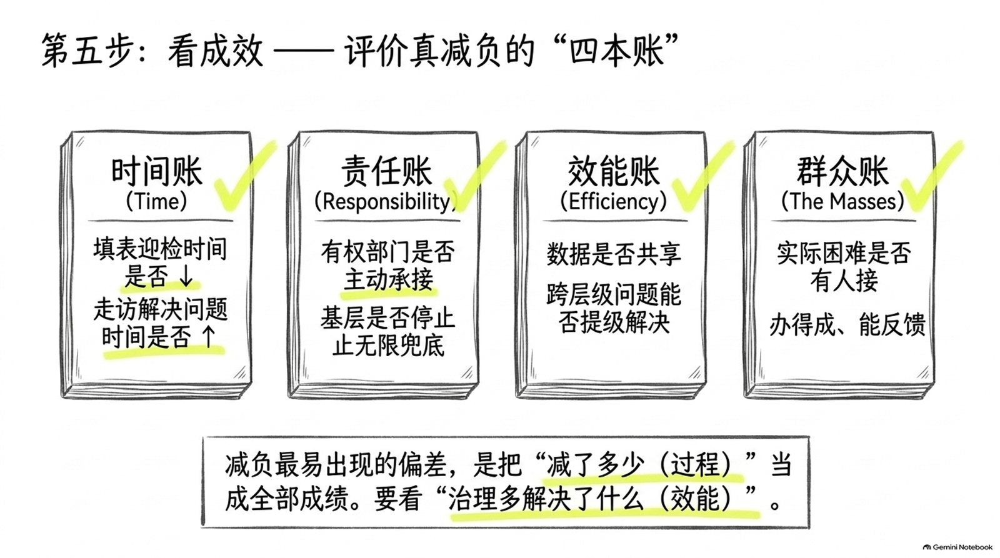 第五步：看成效 —— 评价真减负的“四本账”
时间账
(Time)
填表迎检时间
是否 ↓
走访解决问题
时间是否 ↑
责任账
(Responsibility)
有权部门是否
主动承接
基层是否停止
止无限兜底
效能账
(Efficiency)
数据是否共享
跨层级问题能
否提级解决
群众账
(The Masses)
实际困难是否
有人接
办得成、能反馈
减负最易出现的偏差，是把“减了多少（过程）”当
成全部成绩。要看“治理多解决了什么（效能）”。
Gemini Notebook